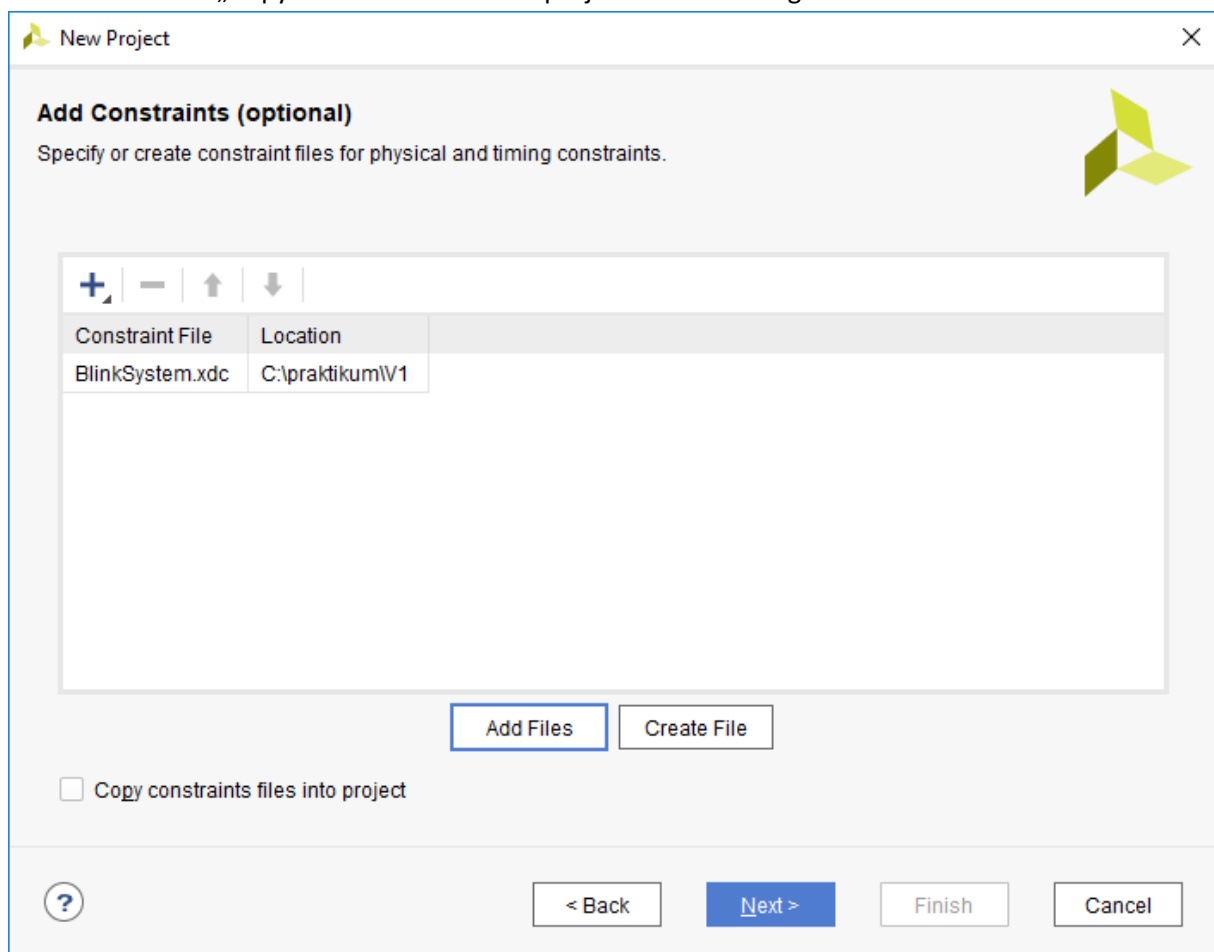 New Project
Add Constraints (optional)
Specify or create constraint files for physical and timing constraints.
Constraint File Location
BlinkSystem.xdc C:\praktikum\V1
Add Files Create File
Copy constraints files into project
? < Back Next > Finish Cancel